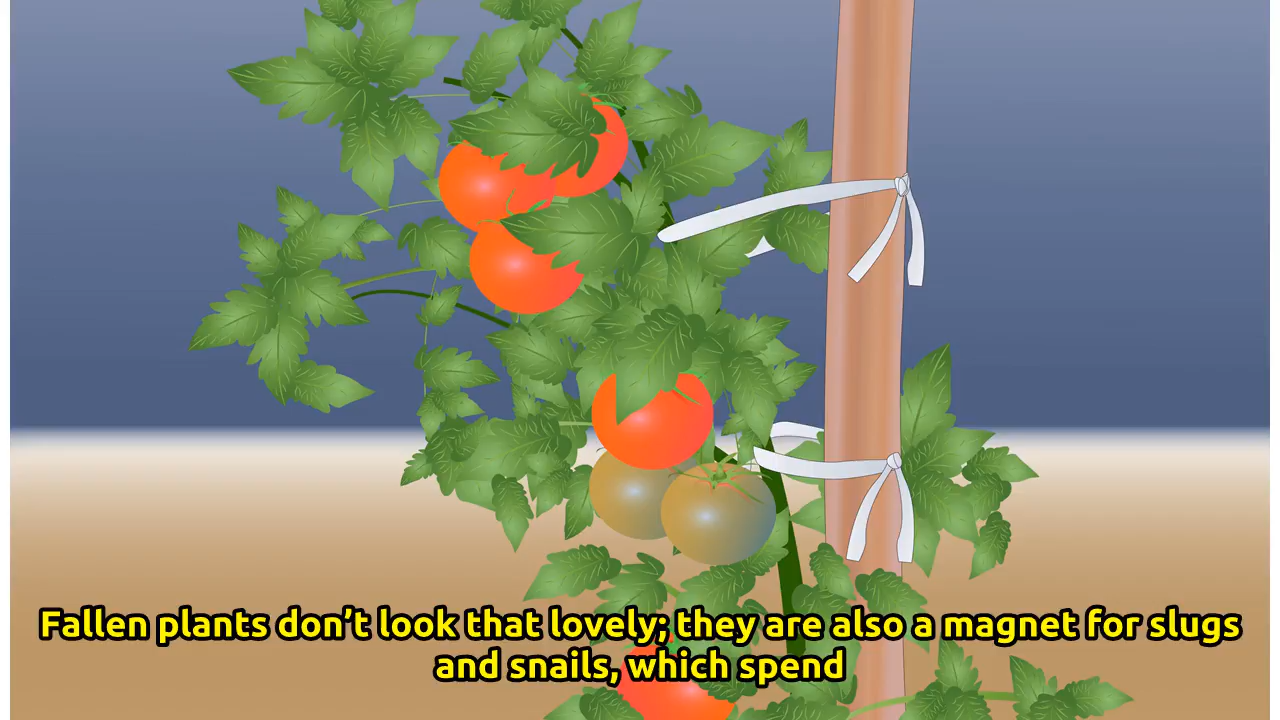 Fallen plants don’t look that lovely; they are also a magnet for slugs
and snails, which spend